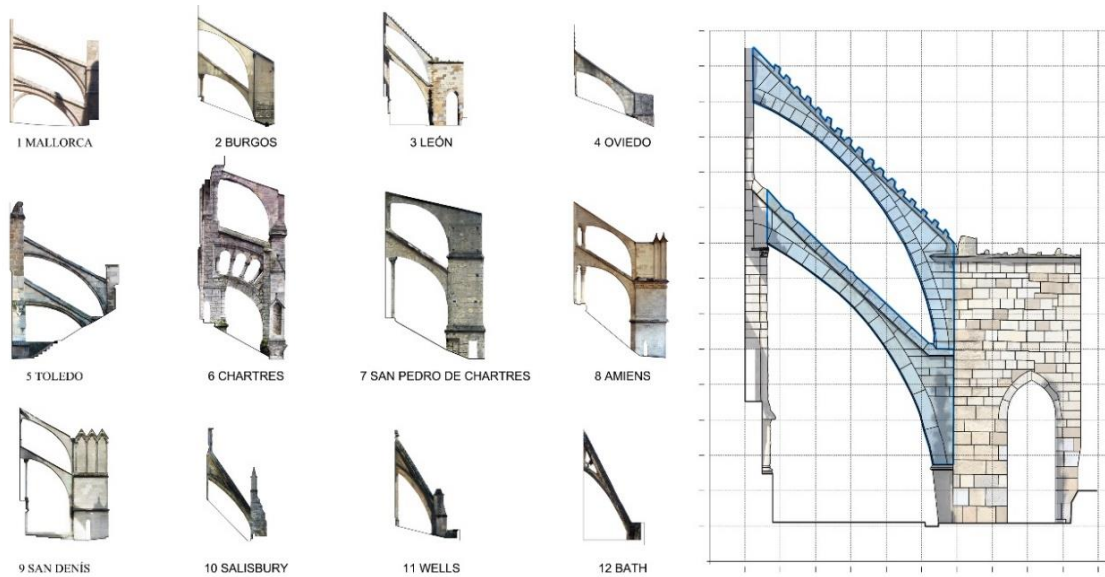 1 MALLORCA
2 BURGOS
3 LEÓN
4 OVIEDO
5 TOLEDO
6 CHARTRES
7 SAN PEDRO DE CHARTRES
8 AMIENS
9 SAN DENÍS
10 SALISBURY
11 WELLS
12 BATH